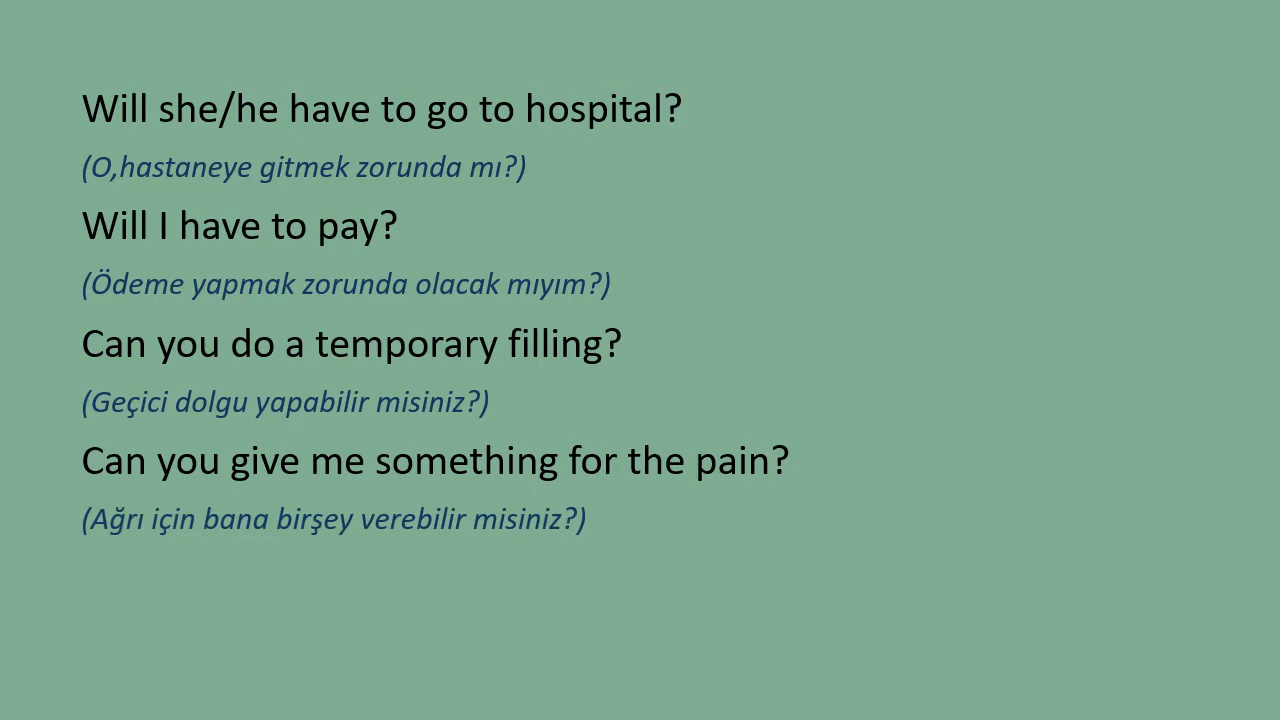 Will she/he have to go to hospital?
(O,hastaneye gitmek zorunda mı?)
Will I have to pay?
(Ödeme yapmak zorunda olacak mıyım?)
Can you do a temporary filling?
(Geçici dolgu yapabilir misiniz?)
Can you give me something for the pain?
(Ağrı için bana birşey verebilir misiniz?)